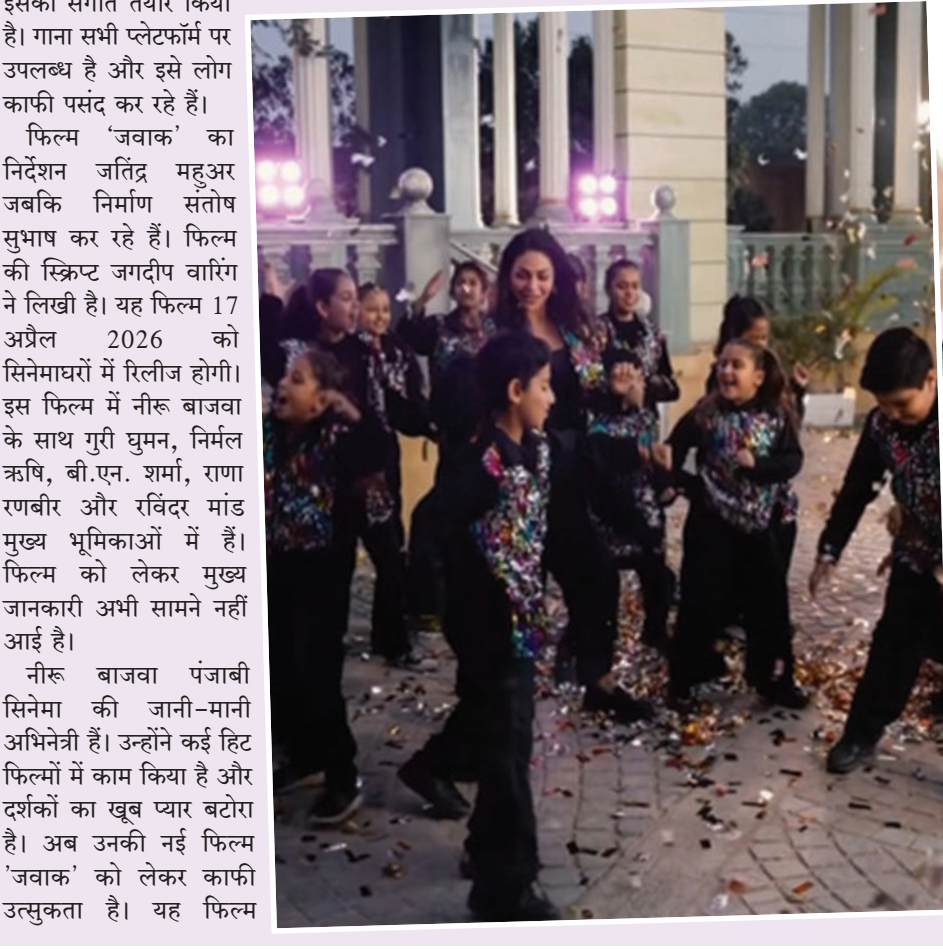 इसका संगीत तैयार किया
है। गाना सभी प्लेटफॉर्म पर
उपलब्ध है और इसे लोग
काफी पसंद कर रहे हैं।
फिल्म ‘जवाक’ का
निर्देशन जतिंद्र महुअर
जबकि निर्माण संतोष
सुभाष कर रहे हैं। फिल्म
की स्क्रिप्ट जगदीप वारिंग
ने लिखी है। यह फिल्म 17
अप्रैल 2026 को
सिनेमाघरों में रिलीज होगी।
इस फिल्म में नीरू बाजवा
के साथ गुरी घुमन, निर्मल
ऋषि, बी.एन. शर्मा, राणा
रणबीर और रविंदर मांड
मुख्य भूमिकाओं में हैं।
फिल्म को लेकर मुख्य
जानकारी अभी सामने नहीं
आई है।
नीरू बाजवा पंजाबी
सिनेमा की जानी-मानी
अभिनेत्री हैं। उन्होंने कई हिट
फिल्मों में काम किया है और
दर्शकों का खूब प्यार बटोरा
है। अब उनकी नई फिल्म
'जवाक' को लेकर काफी
उत्सुकता है। यह फिल्म